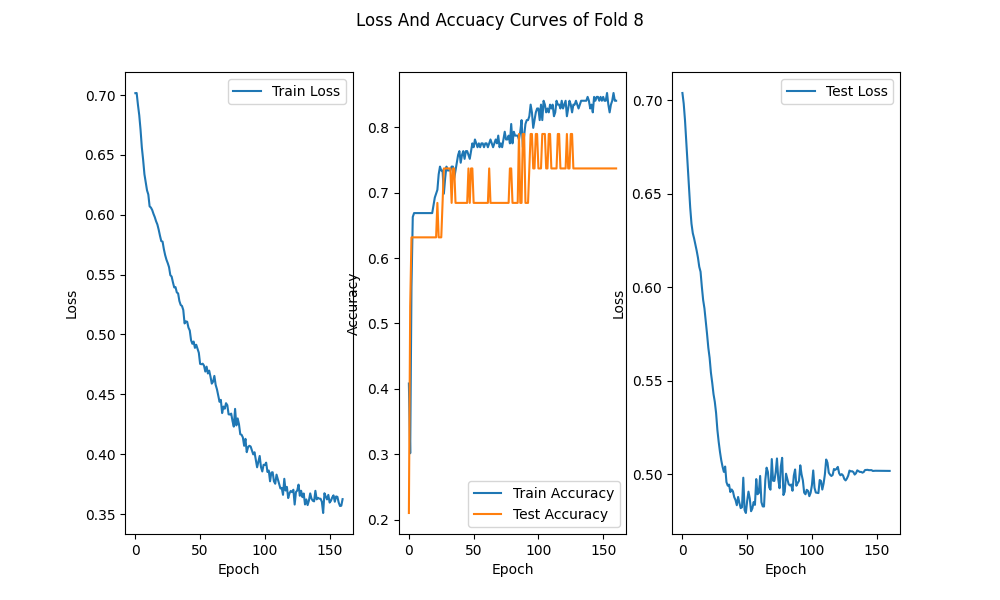 Loss And Accuacy Curves of Fold 8
Train Loss
0.70
0.65
0.60
0.55
0.50
0.45
0.40
0.35
Loss
0
50
100
150
Epoch
0.8
0.7
0.6
0.5
0.4
0.3
0.2
Accuracy
Train Accuracy
Test Accuracy
0
50
100
150
Epoch
Test Loss
0.70
0.65
0.60
0.55
0.50
Loss
0
50
100
150
Epoch